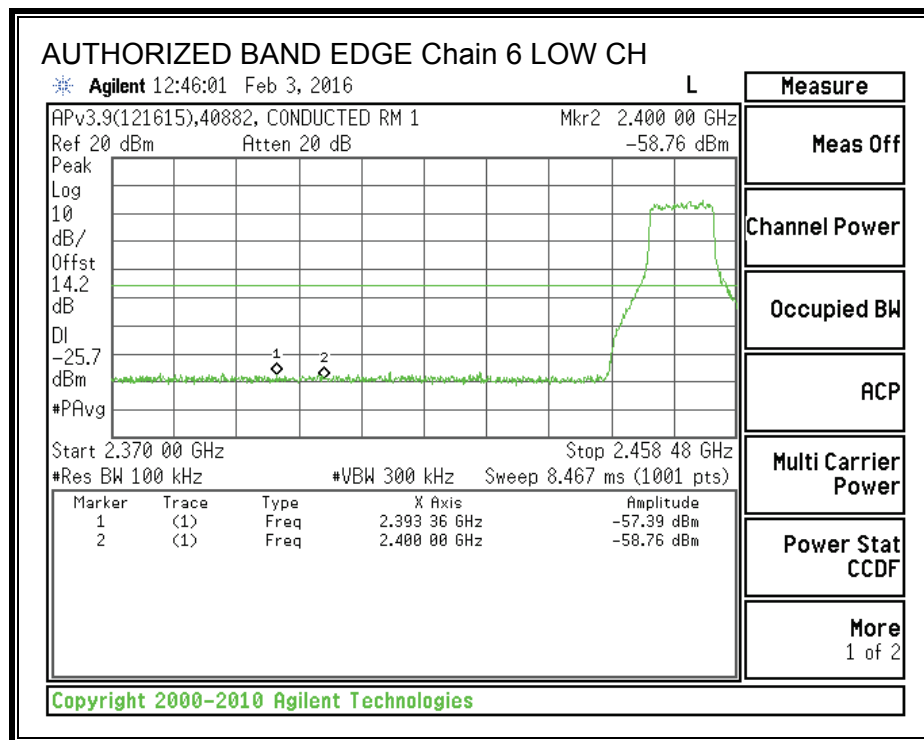 AUTHORIZED BAND EDGE Chain 6 LOW CH
Agilent 12:46:01 Feb 3, 2016 L
APv3.9(121615),40882, CONDUCTED RM 1 Mkr2 2.400 00 GHz
Ref 20 dBm Atten 20 dB -58.76 dBm
Peak
Log
10
dB/
Offst
14.2
dB
DI
-25.7
dBm
#PAvg
1 2
Start 2.370 00 GHz Stop 2.458 48 GHz
#Res BW 100 kHz #VBW 300 kHz Sweep 8.467 ms (1001 pts)
Marker Trace Type X Axis Amplitude
1 (1) Freq 2.393 36 GHz -57.39 dBm
2 (1) Freq 2.400 00 GHz -58.76 dBm
Measure
Meas Off
Channel Power
Occupied BW
ACP
Multi Carrier
Power
Power Stat
CCDF
More
1 of 2
Copyright 2000-2010 Agilent Technologies